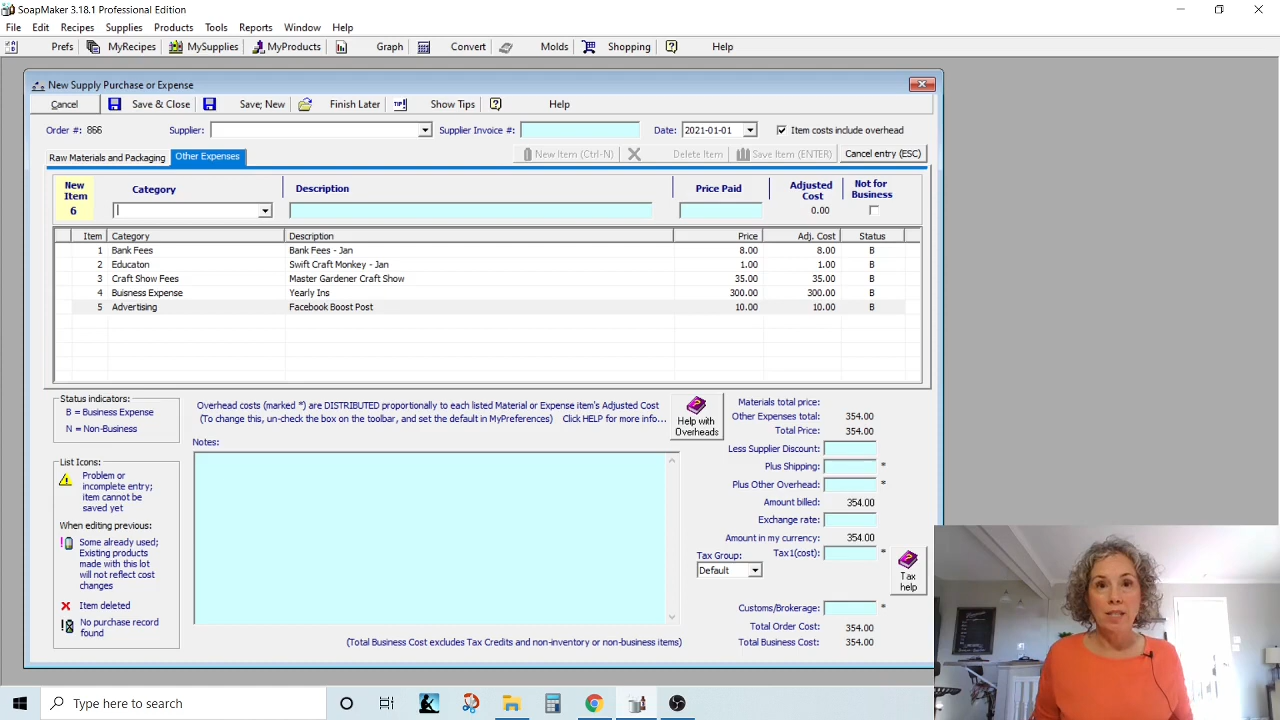 SoapMaker 3.18.1 Professional Edition
File Edit Recipes Supplies Products Tools Reports Window Help
Prefs MyRecipes MySupplies MyProducts Graph Convert Molds Shopping Help
New Supply Purchase or Expense
Cancel Save & Close Save; New Finish Later TIP! Show Tips Help
Order #: 866 Supplier: Supplier Invoice #: Date: 2021-01-01 Item costs include overhead
Raw Materials and Packaging Other Expenses New Item (Ctrl-N) Delete Item Save Item (ENTER) Cancel entry (ESC)
New Item 6 Category Description Price Paid Adjusted Cost 0.00 Not for Business
Item Category Description Price Adj. Cost Status
1 Bank Fees Bank Fees - Jan 8.00 8.00 B
2 Educaton Swift Craft Monkey - Jan 1.00 1.00 B
3 Craft Show Fees Master Gardener Craft Show 35.00 35.00 B
4 Buisness Expense Yearly Ins 300.00 300.00 B
5 Advertising Facebook Boost Post 10.00 10.00 B
Status indicators:
B = Business Expense
N = Non-Business
Overhead costs (marked *) are DISTRIBUTED proportionally to each listed Material or Expense item's Adjusted Cost
(To change this, un-check the box on the toolbar, and set the default in MyPreferences) Click HELP for more info...
Help with
Overheads
Notes:
Materials total price:
Other Expenses total: 354.00
Total Price: 354.00
Less Supplier Discount:
Plus Shipping: *
Plus Other Overhead: *
Amount billed: 354.00
Exchange rate:
Amount in my currency: 354.00
Tax Group: Tax1(cost): *
Default
Tax
help
Customs/Brokerage: *
Total Order Cost: 354.00
Total Business Cost: 354.00
List Icons:
Problem or
incomplete entry;
item cannot be
saved yet
When editing previous:
Some already used;
Existing products
made with this lot
will not reflect cost
changes
Item deleted
No purchase record
found
(Total Business Cost excludes Tax Credits and non-inventory or non-business items)
Type here to search